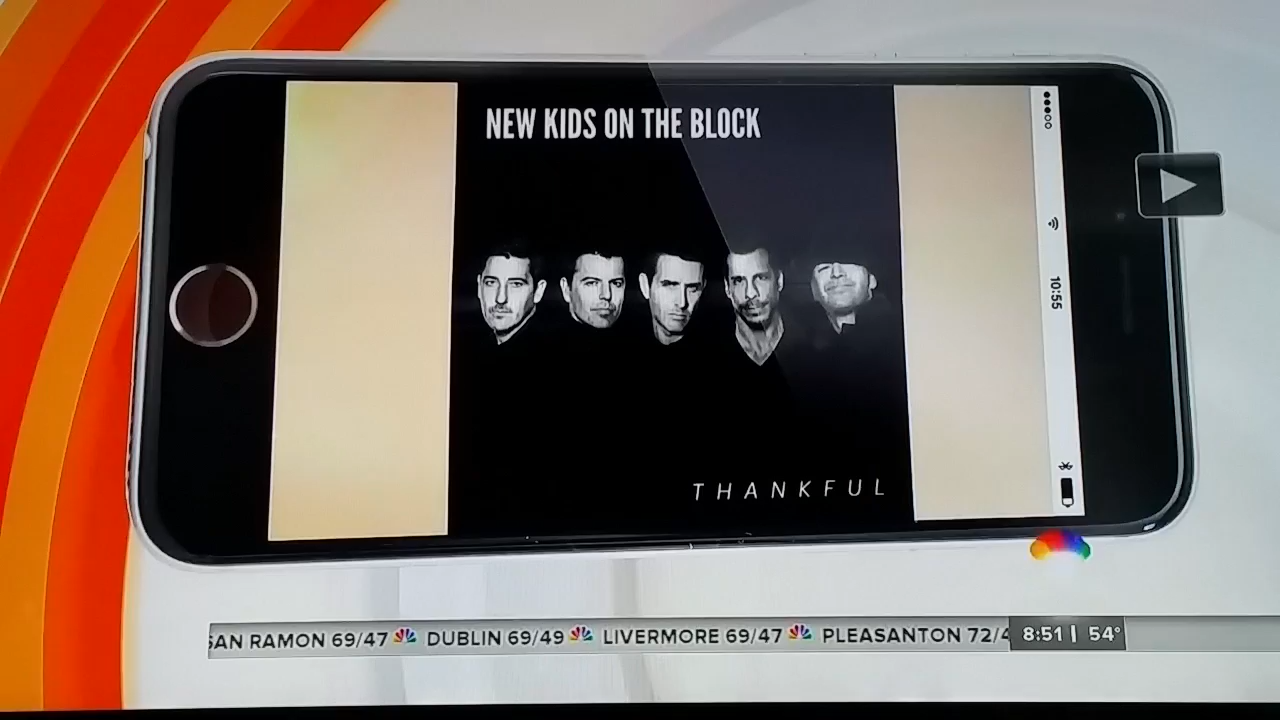 NEW KIDS ON THE BLOCK
10:55
THANKFUL
SAN RAMON 69/47 DUBLIN 69/49 LIVERMORE 69/47 PLEASANTON 72/4 8:51 | 54°